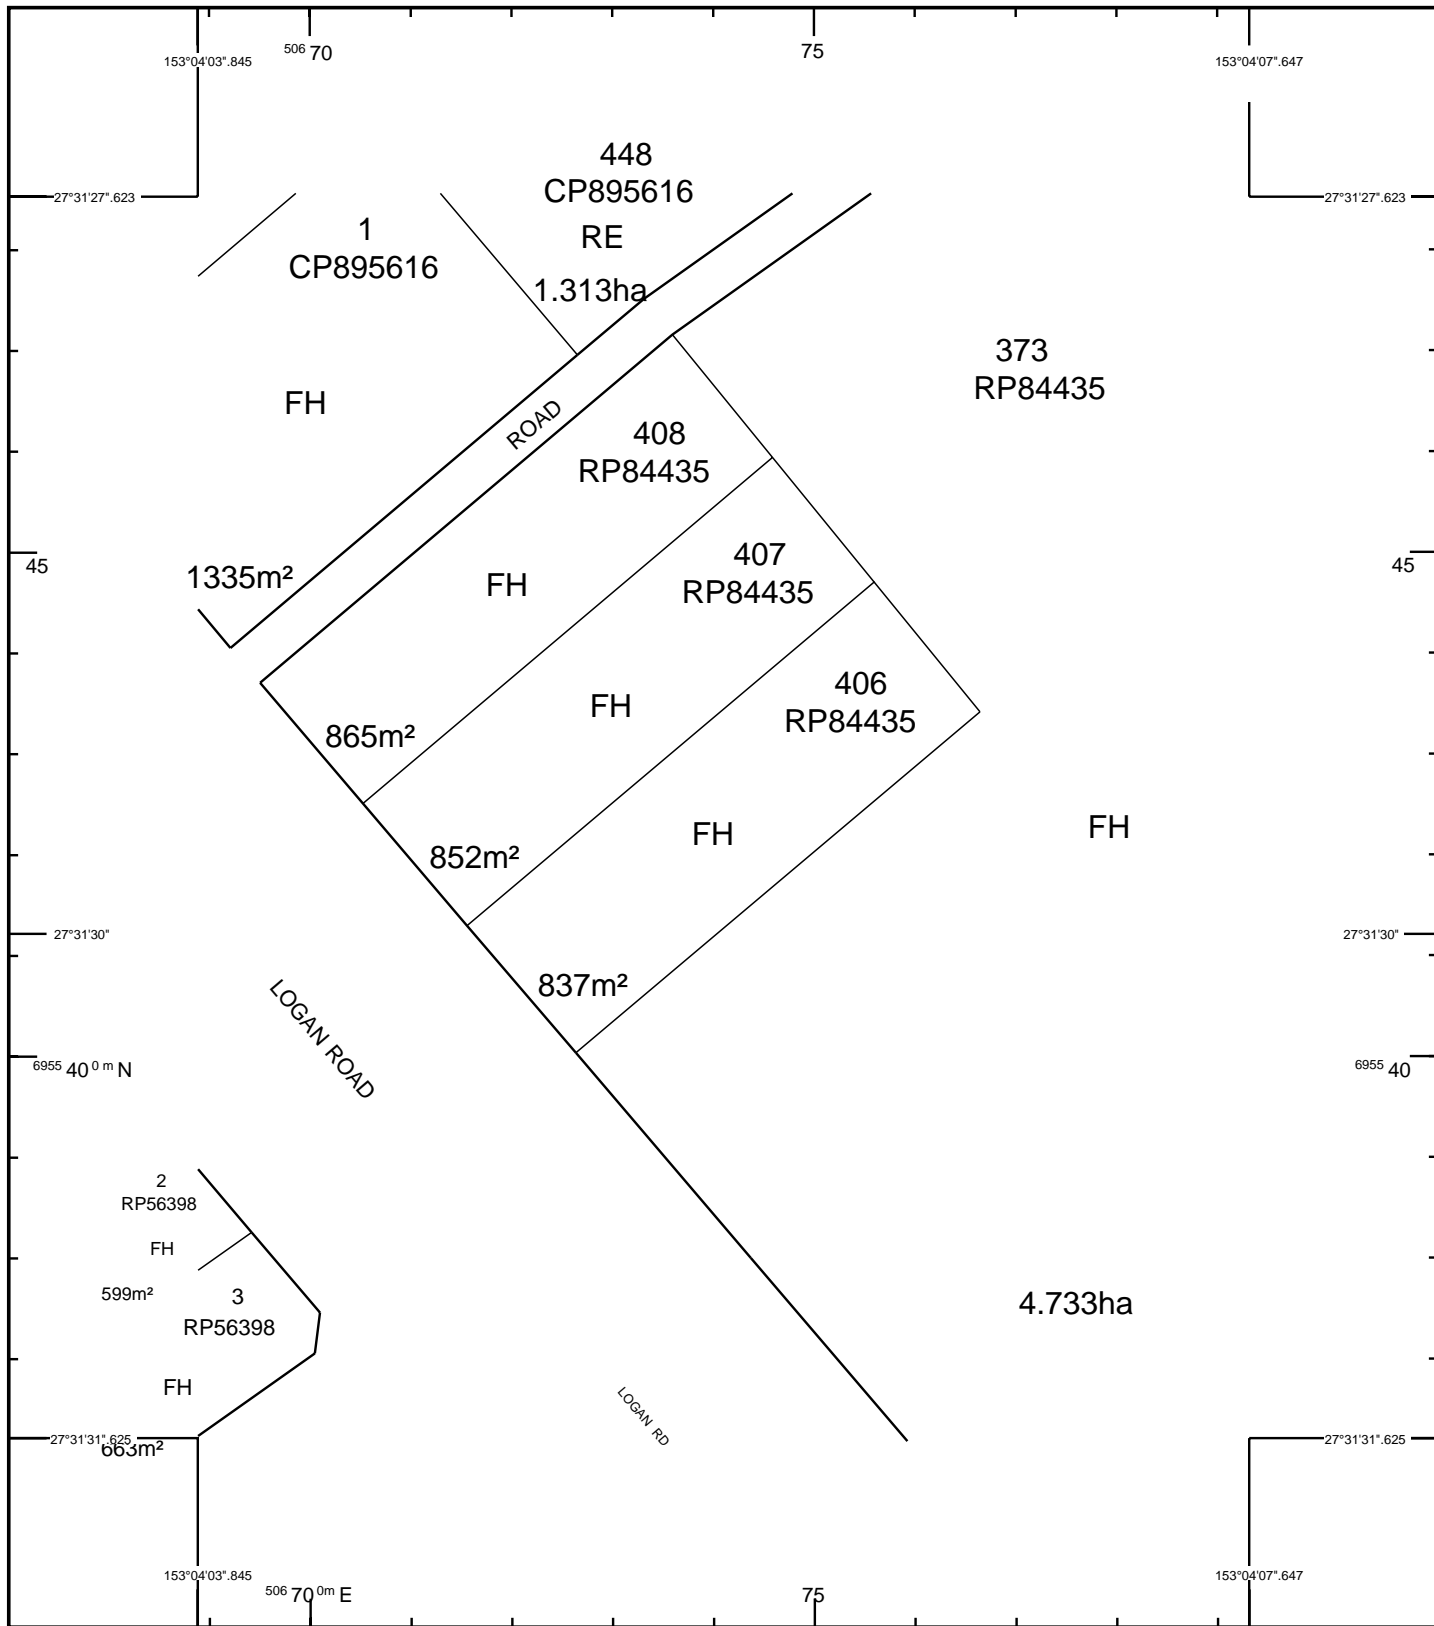 153°04'03".845
506 70
75
153°04'07".647
448
CP895616
RE
1.313ha
27°31'27".623
27°31'27".623
1
CP895616
FH
373
RP84435
ROAD
408
RP84435
45
45
1335m²
FH
407
RP84435
406
RP84435
FH
865m²
FH
FH
852m²
27°31'30"
27°31'30"
837m²
LOGAN ROAD
6955 40 0 m N
6955 40
2
RP56398
FH
599m²
3
RP56398
4.733ha
FH
LOGAN RD
27°31'31".625
663m²
27°31'31".625
153°04'03".845
506 70 0m E
75
153°04'07".647